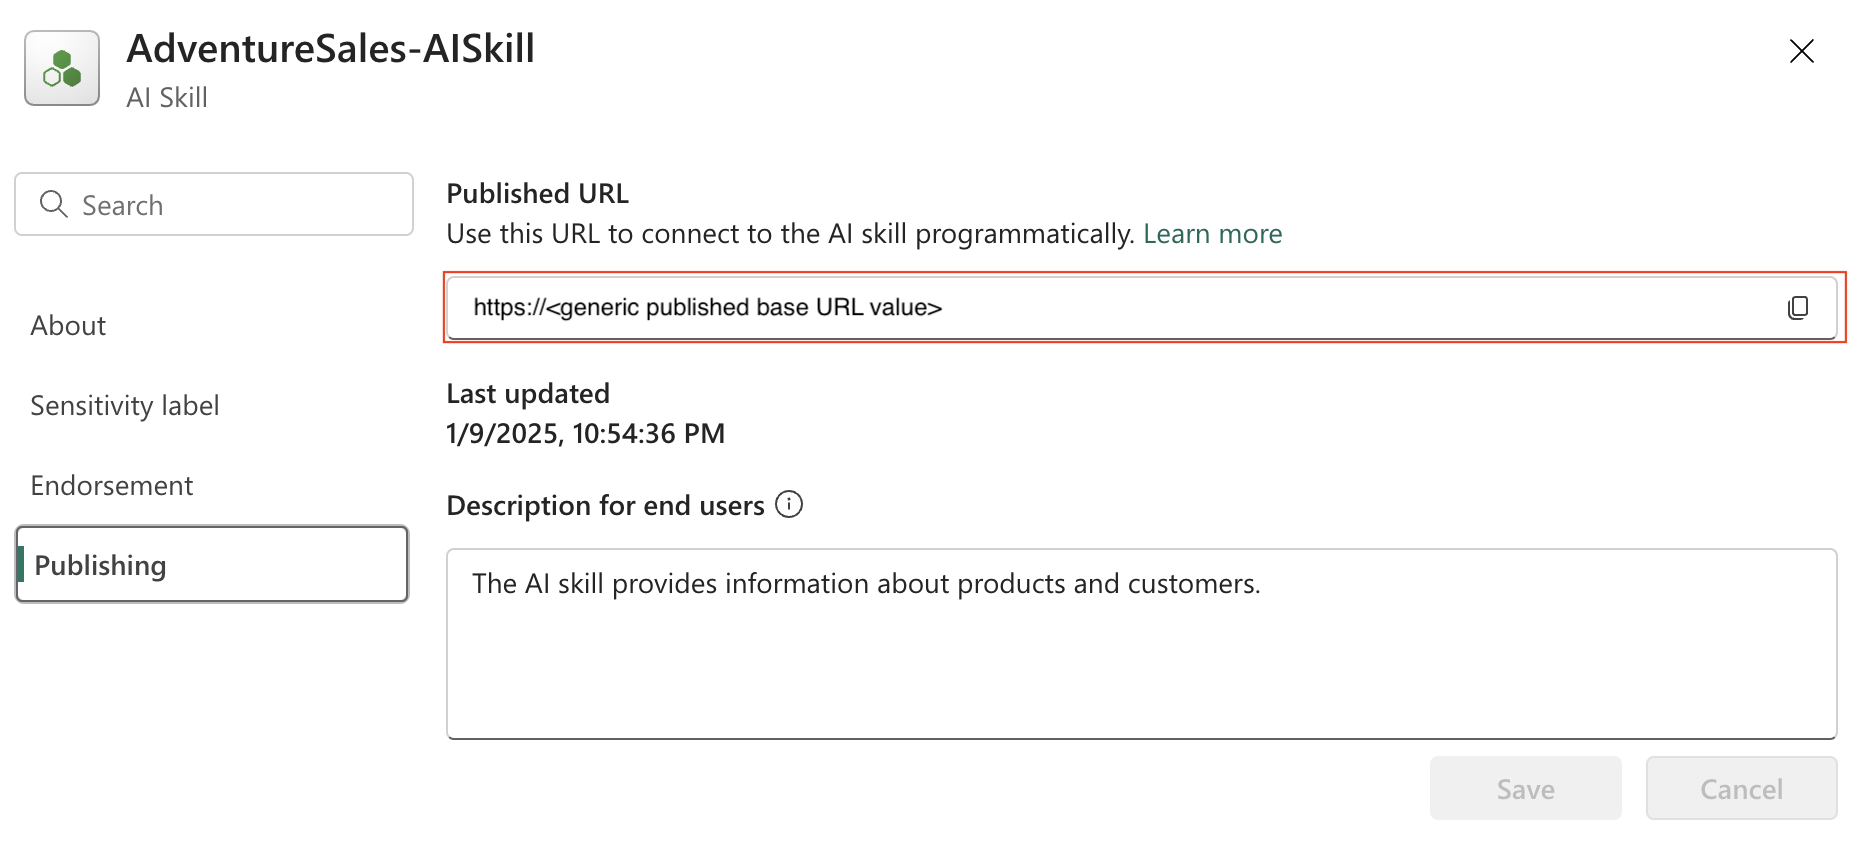 AdventureSales-AISkill
AI Skill
Search
About
Sensitivity label
Endorsement
Publishing
Published URL
Use this URL to connect to the AI skill programmatically. Learn more
https://<generic published base URL value>
Last updated
1/9/2025, 10:54:36 PM
Description for end users
The AI skill provides information about products and customers.
Save
Cancel